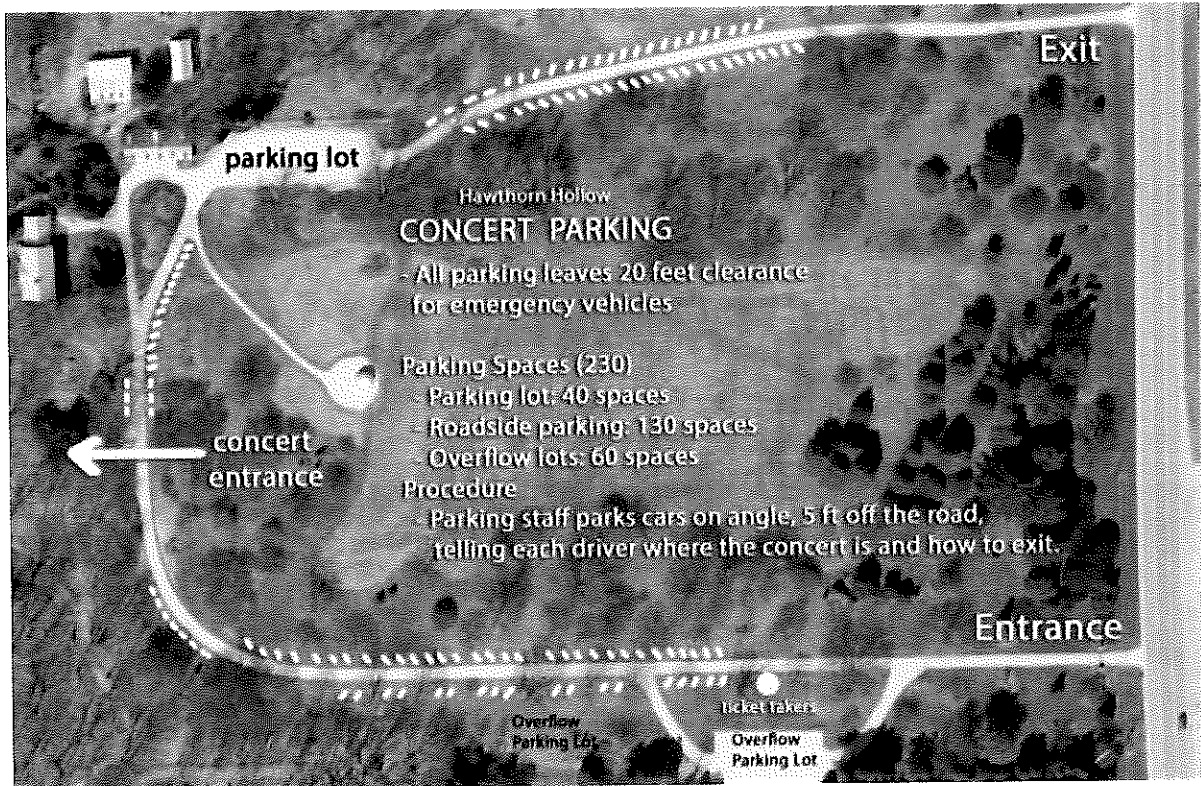 Exit
parking lot
Hawthorn Hollow
CONCERT PARKING
- All parking leaves 20 feet clearance
for emergency vehicles
Parking Spaces (230)
- Parking lot: 40 spaces
- Roadside parking: 130 spaces
- Overflow lots: 60 spaces
Procedure
- Parking staff parks cars on angle, 5 ft off the road,
telling each driver where the concert is and how to exit.
concert
entrance
Entrance
ticket takers
Overflow
Parking Lot
Overflow
Parking Lot